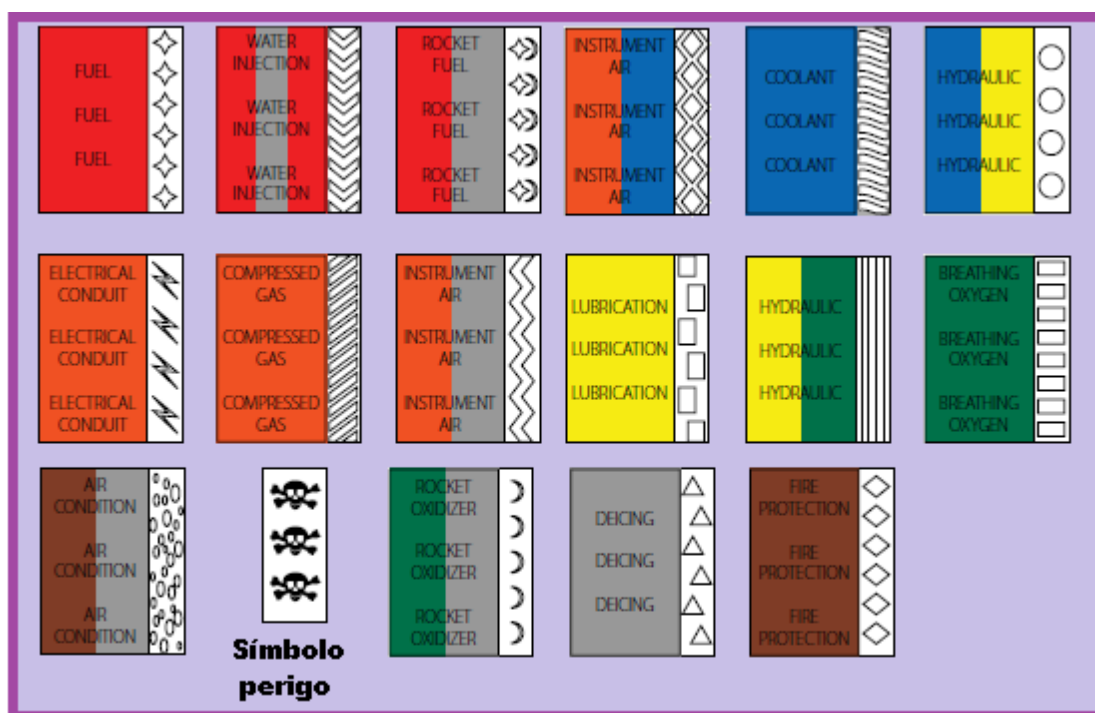 FUEL
FUEL
FUEL
WATER
INJECTION
WATER
INJECTION
WATER
INJECTION
ROCKET
FUEL
ROCKET
FUEL
ROCKET
FUEL
INSTRUMENT
AIR
INSTRUMENT
AIR
INSTRUMENT
AIR
COOLANT
COOLANT
COOLANT
HYDRAULIC
HYDRAULIC
HYDRAULIC
ELECTRICAL
CONDUIT
ELECTRICAL
CONDUIT
ELECTRICAL
CONDUIT
COMPRESSED
GAS
COMPRESSED
GAS
COMPRESSED
GAS
INSTRUMENT
AIR
INSTRUMENT
AIR
INSTRUMENT
AIR
LUBRICATION
LUBRICATION
LUBRICATION
HYDRAULIC
HYDRAULIC
HYDRAULIC
BREATHING
OXYGEN
BREATHING
OXYGEN
BREATHING
OXYGEN
AIR
CONDITION
AIR
CONDITION
AIR
CONDITION
Símbolo
perigo
ROCKET
OXIDIZER
ROCKET
OXIDIZER
ROCKET
OXIDIZER
DEICING
DEICING
DEICING
FIRE
PROTECTION
FIRE
PROTECTION
FIRE
PROTECTION